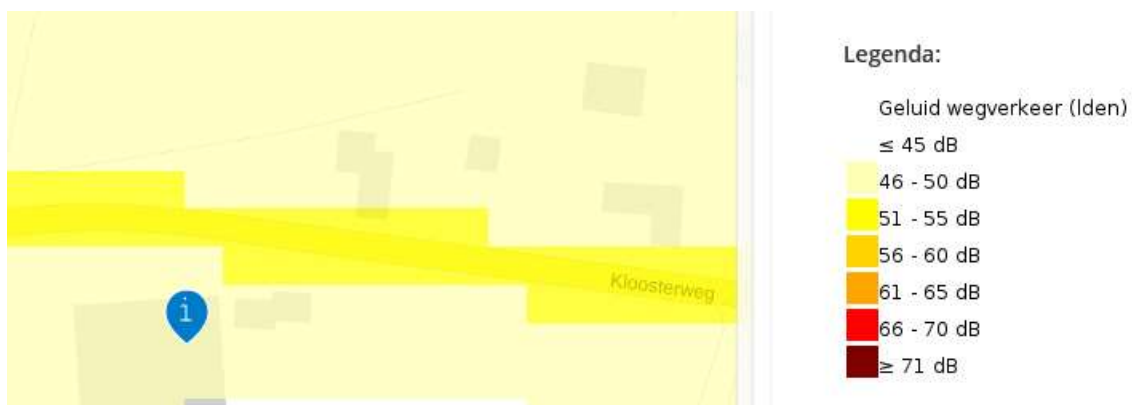 Legenda:
Geluid wegverkeer (lden)
≤ 45 dB
46 - 50 dB
51 - 55 dB
56 - 60 dB
61 - 65 dB
66 - 70 dB
≥ 71 dB
Kloosterweg
i